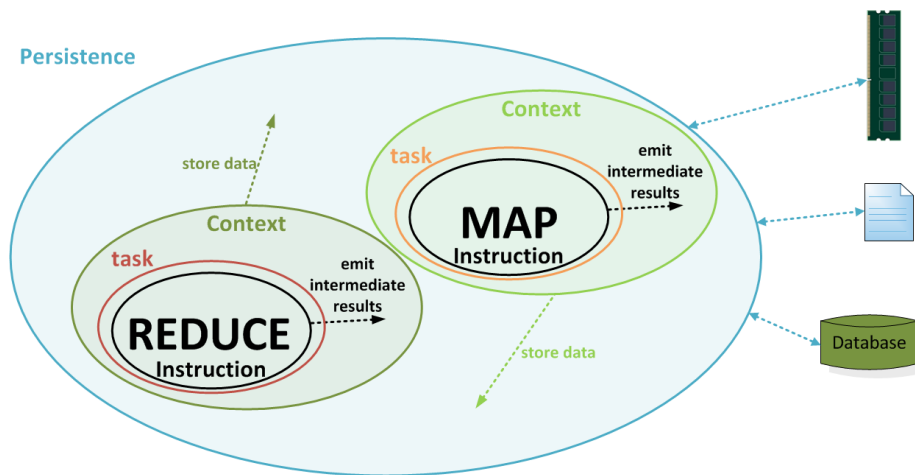 Persistence
Context
task
emit
intermediate
results
MAP
Instruction
store data
Context
task
emit
intermediate
results
REDUCE
Instruction
store data
Database